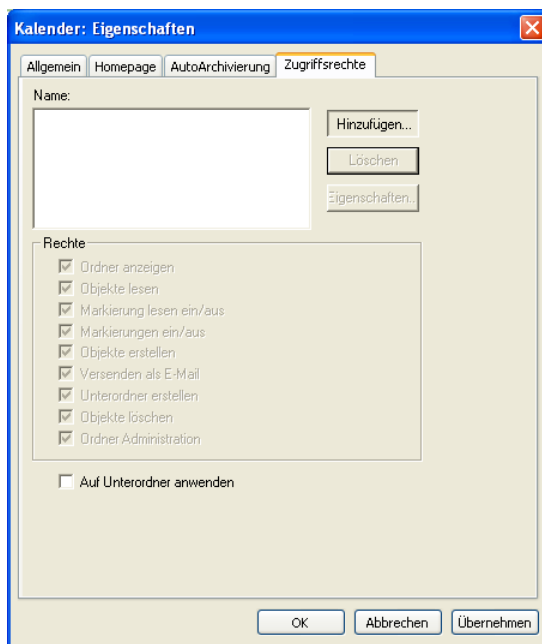 Kalender: Eigenschaften
Allgemein Homepage AutoArchivierung Zugriffsrechte
Name:
Hinzufügen...
Löschen
Eigenschaften...
Rechte
Ordner anzeigen
Objekte lesen
Markierung lesen ein/aus
Markierungen ein/aus
Objekte erstellen
Versenden als E-Mail
Unterordner erstellen
Objekte löschen
Ordner Administration
Auf Unterordner anwenden
OK Abbrechen Übernehmen